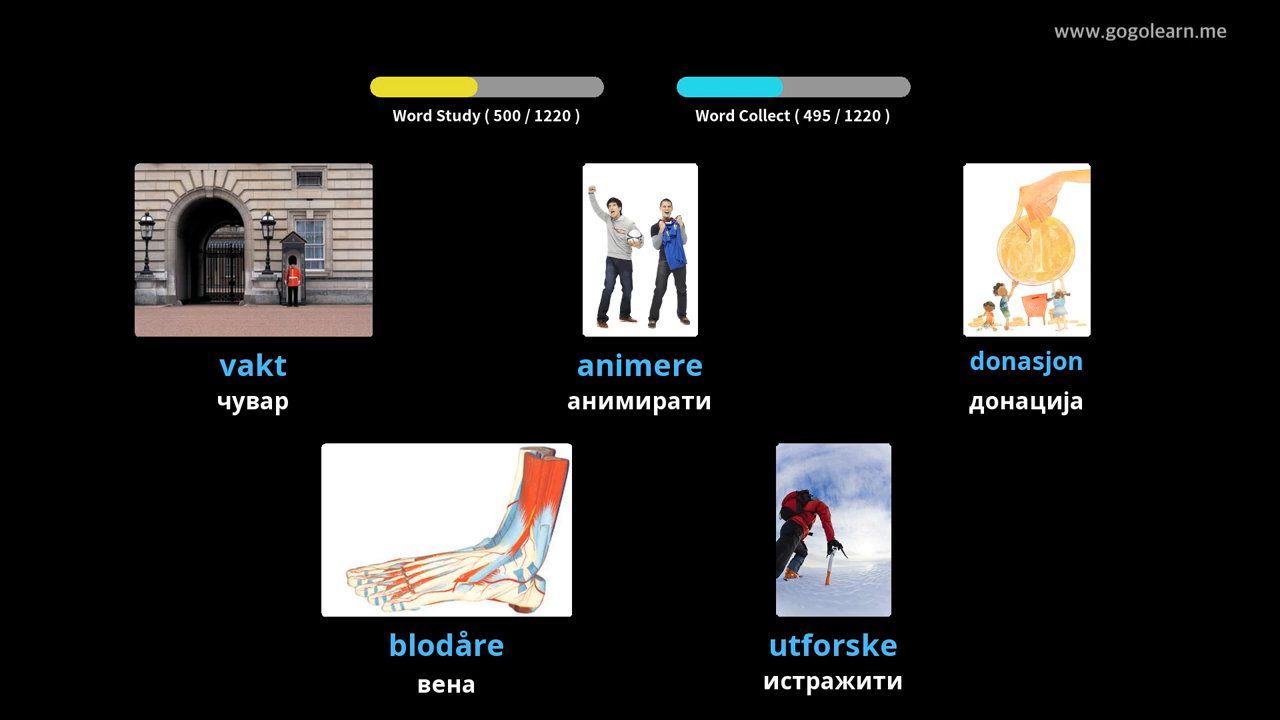 www.gogolearn.me
Word Study ( 500 / 1220 )
Word Collect ( 495 / 1220 )
vakt
чувар
animere
анимирати
donasjon
донација
blodåre
вена
utforske
истражити